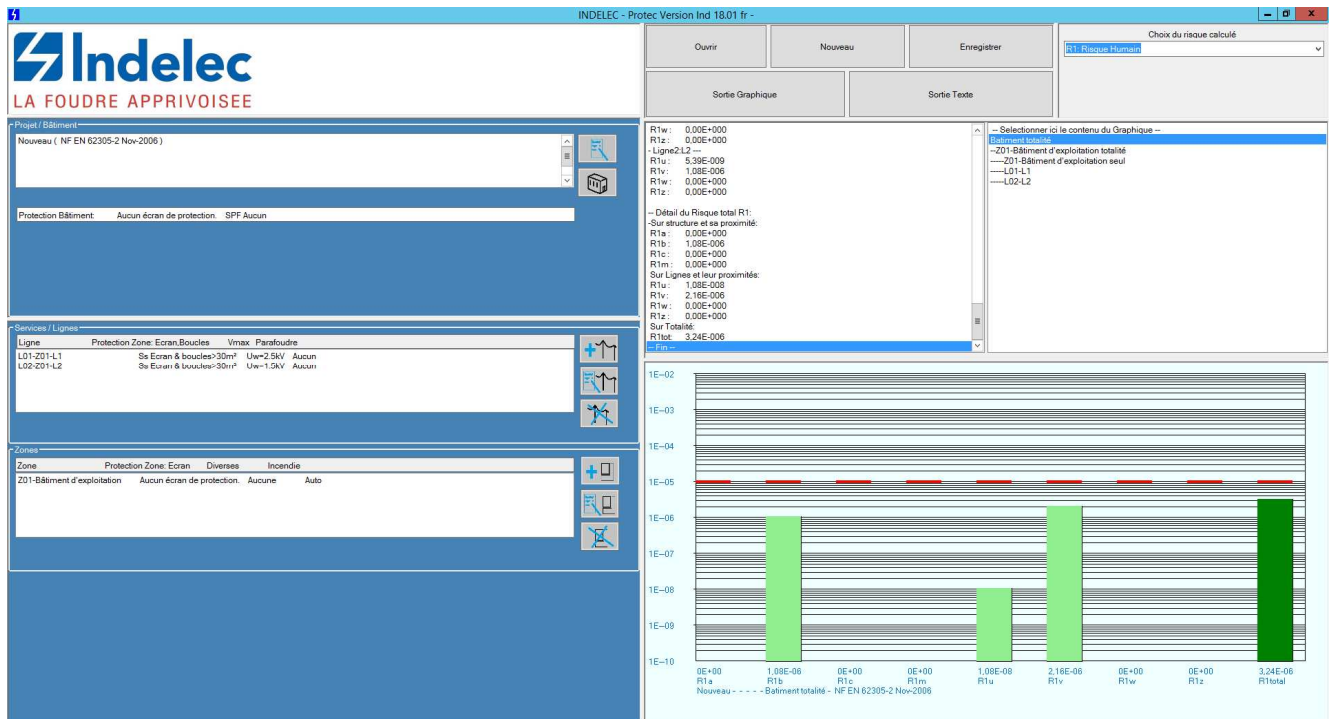 INDELEC - Protec Version Ind 18.01 fr -
Indelec
LA FOUDRE APPRIVOISEE
Ouvrir
Nouveau
Enregistrer
Sortie Graphique
Sortie Texte
Choix du risque calculé
R1: Risque Humain
Projet / Bâtiment
Nouveau ( NF EN 62305-2 Nov-2006 )
Protection Bâtiment: Aucun écran de protection. SPF Aucun
Services / Lignes
Ligne Protection Zone: Ecran,Boucles Vmax Parafoudre
L01-Z01-L1 Ss Ecran & boucles>30m² Uw=2.5kV Aucun
L02-Z01-L2 Ss Ecran & boucles>30m² Uw=1.5kV Aucun
Zones
Zone Protection Zone: Ecran Diverses Incendie
Z01-Bâtiment d'exploitation Aucun écran de protection. Aucune Auto
R1w : 0,00E+000
R1z : 0,00E+000
- Ligne2:L2 ---
R1u : 5,39E-009
R1v : 1,08E-006
R1w : 0,00E+000
R1z : 0,00E+000
-- Détail du Risque total R1:
-Sur structure et sa proximité:
R1a : 0,00E+000
R1b : 1,08E-006
R1c : 0,00E+000
R1m : 0,00E+000
Sur Lignes et leur proximités:
R1u : 1,08E-008
R1v : 2,16E-006
R1w : 0,00E+000
R1z : 0,00E+000
Sur Totalité:
R1tot: 3,24E-006
-- Fin --
-- Selectionner ici le contenu du Graphique --
Batiment totalité
--Z01-Bâtiment d'exploitation totalité
-----Z01-Bâtiment d'exploitation seul
-----L01-L1
-----L02-L2
1E-02
1E-03
1E-04
1E-05
1E-06
1E-07
1E-08
1E-09
1E-10
0E+00 1,08E-06 0E+00 0E+00 1,08E-08 2,16E-06 0E+00 0E+00 3,24E-06
R1a R1b R1c R1m R1u R1v R1w R1z R1total
Nouveau - - - - - Batiment totalité - NF EN 62305-2 Nov-2006